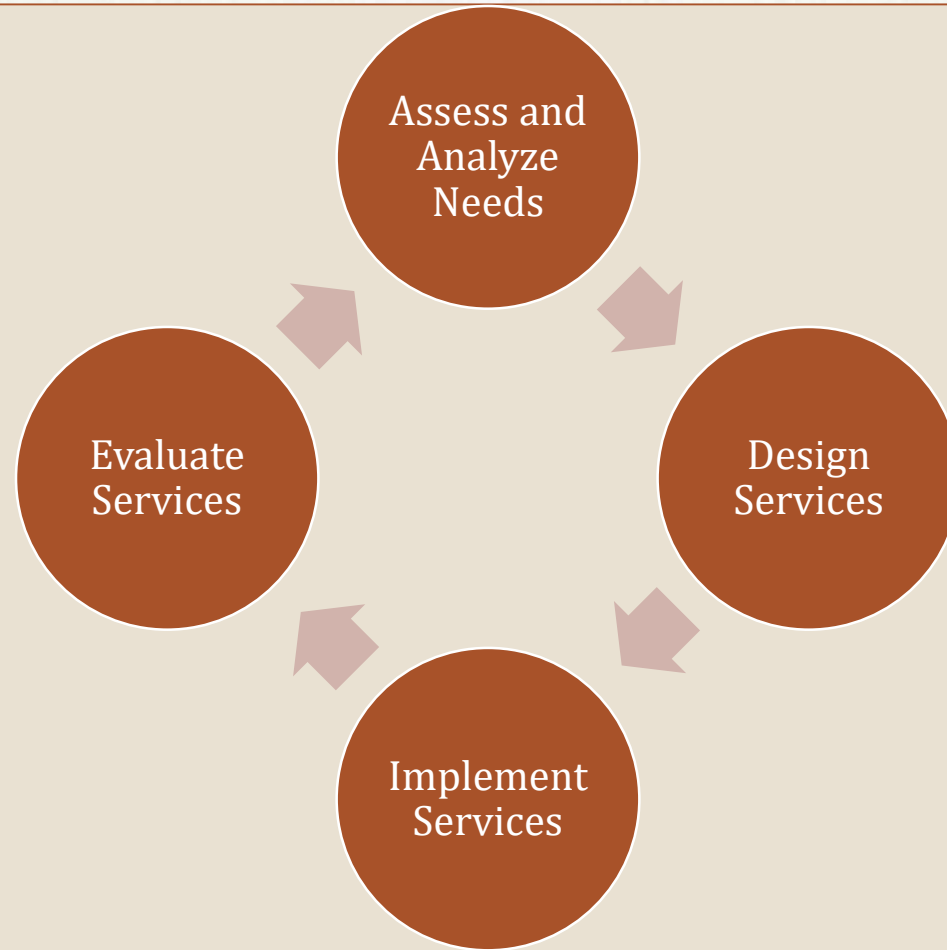 Assess and
Analyze
Needs
Design
Services
Implement
Services
Evaluate
Services